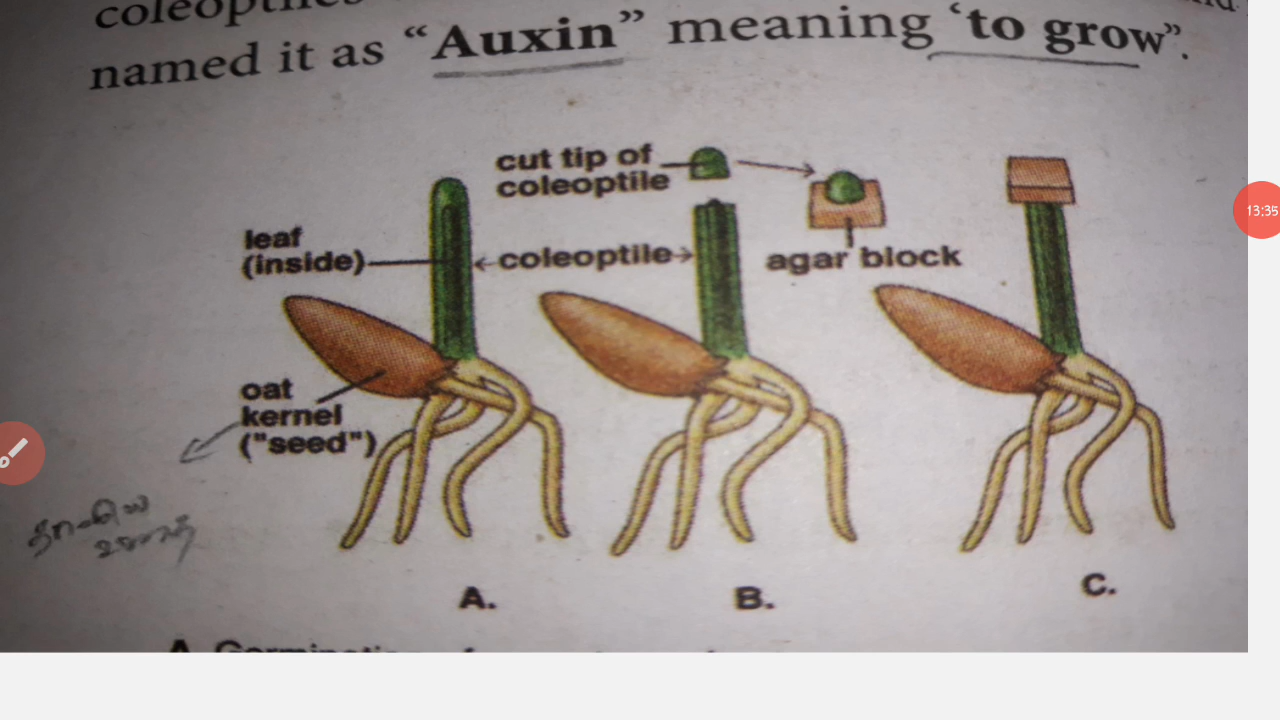 coleoptiles
named it as “Auxin” meaning ‘to grow”.
cut tip of
coleoptile
leaf
(inside)
coleoptile
agar block
oat
kernel
("seed")
A.
B.
C.
13:35